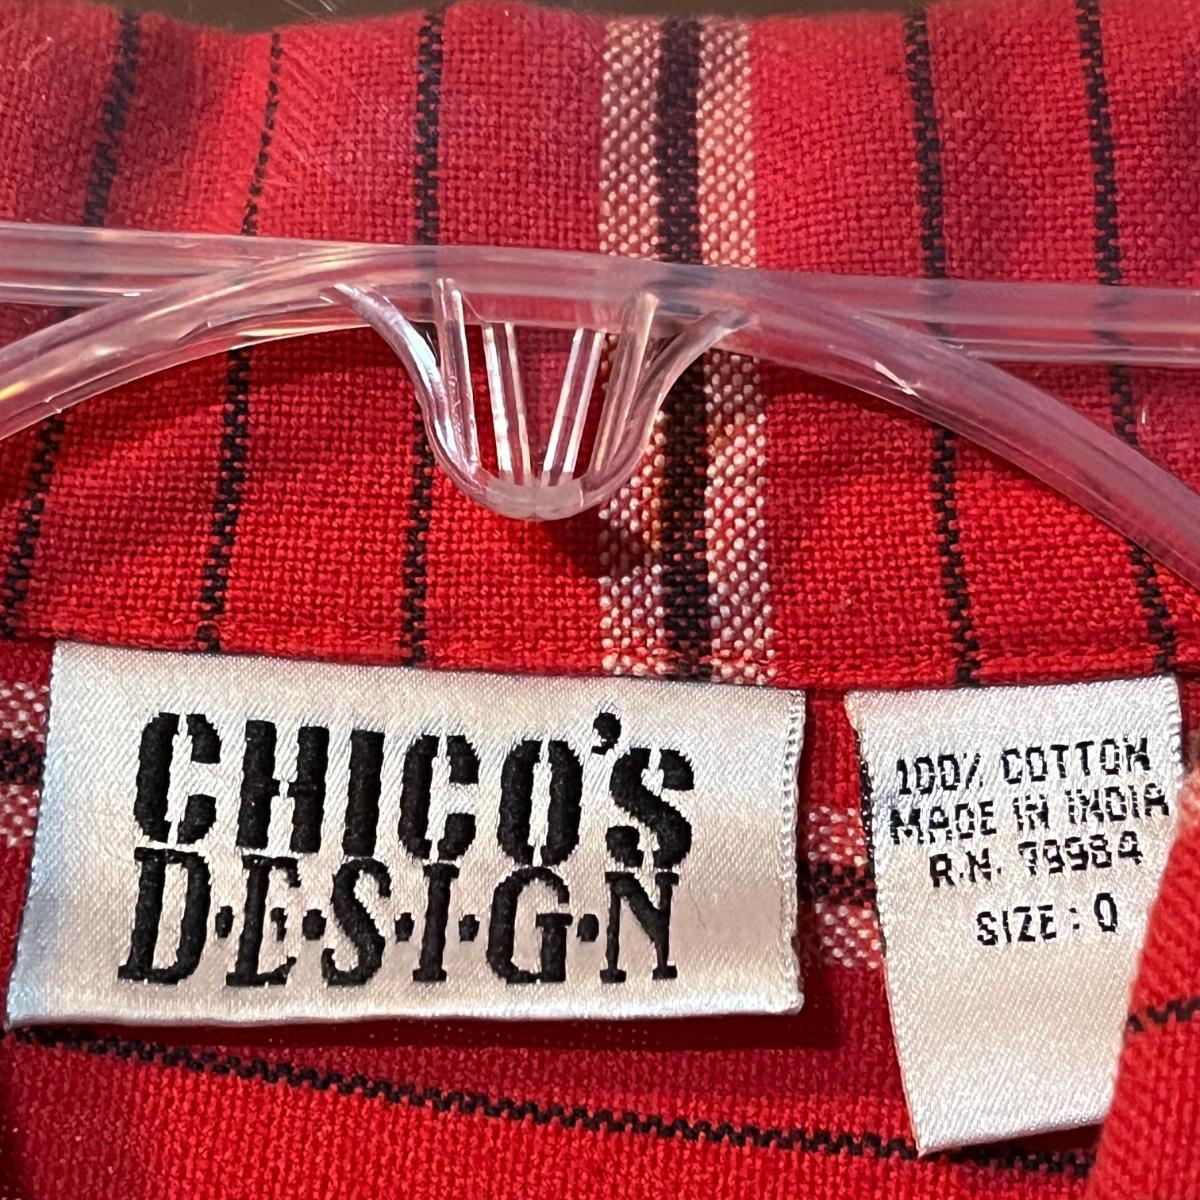 CHICO'S
D·E·S·I·G·N
100% COTTON
MADE IN INDIA
R.N. 79984
SIZE : 0